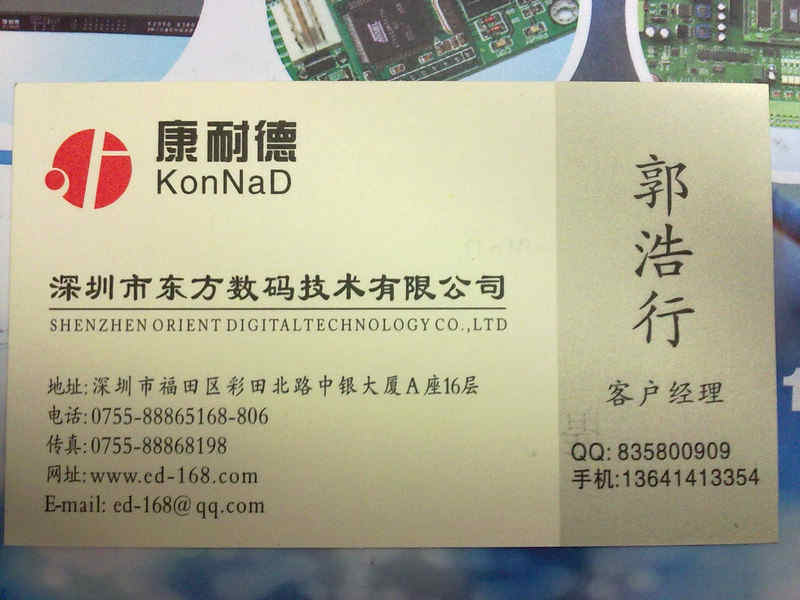 康耐德
KonNaD
深圳市东方数码技术有限公司
SHENZHEN ORIENT DIGITALTECHNOLOGY CO.,LTD
地址:深圳市福田区彩田北路中银大厦A座16层
电话:0755-88865168-806
传真:0755-88868198
网址:www.ed-168.com
E-mail: ed-168@qq.com
郭浩行
客户经理
QQ: 835800909
手机:13641413354